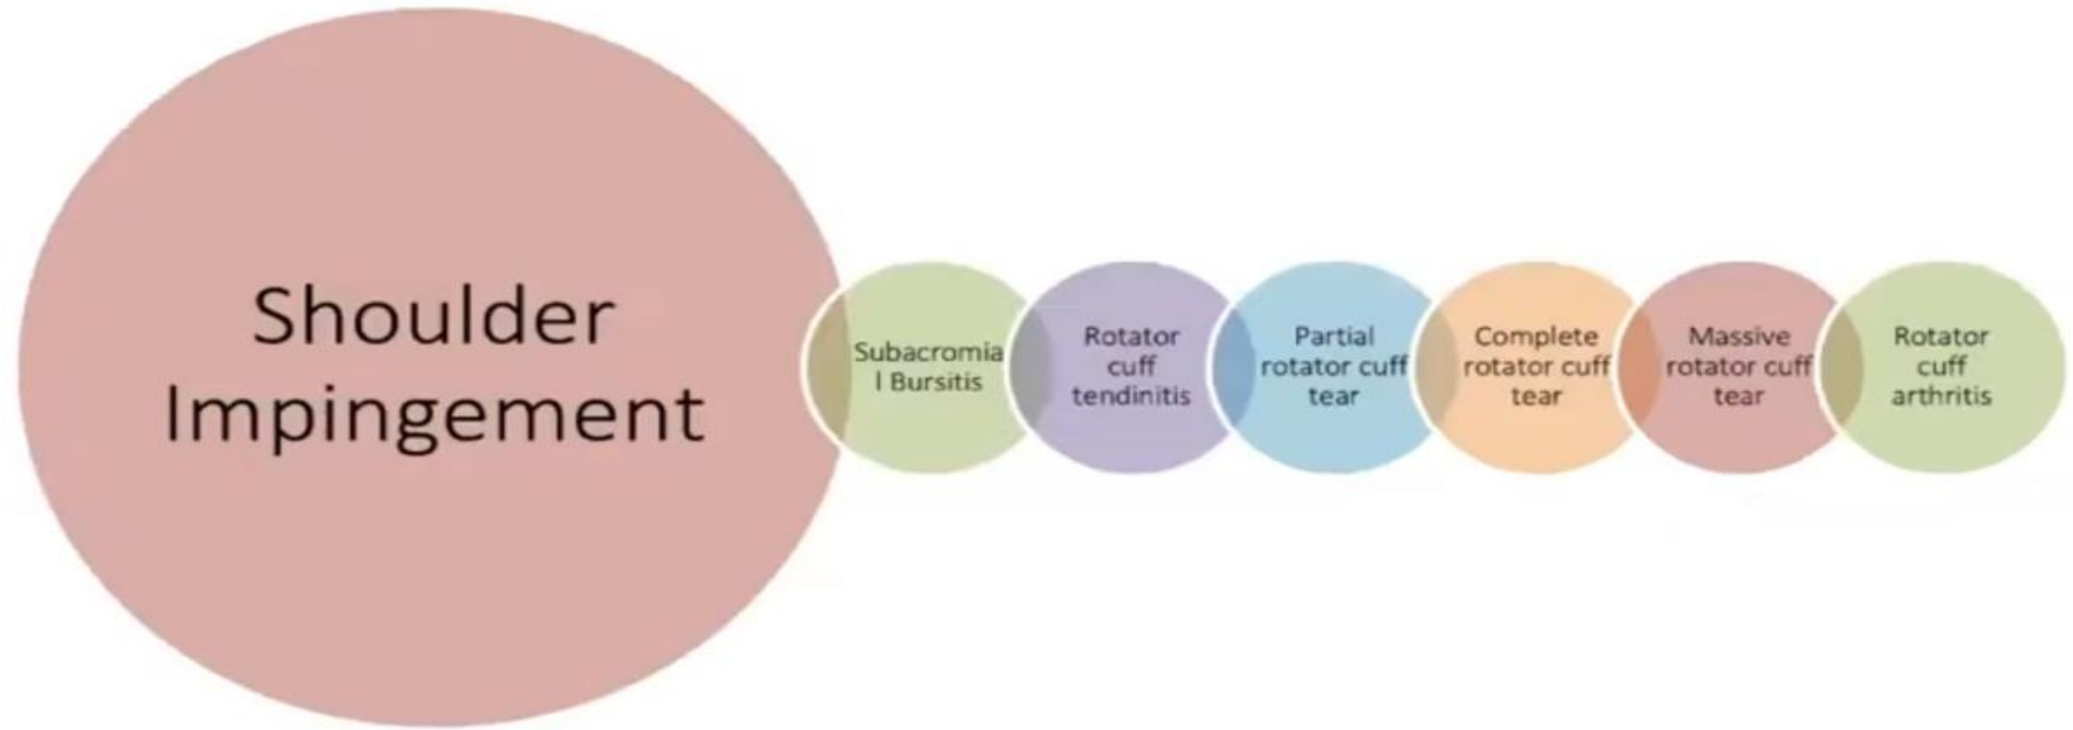 Shoulder
Impingement
Subacromia
l Bursitis
Rotator
cuff
tendinitis
Partial
rotator cuff
tear
Complete
rotator cuff
tear
Massive
rotator cuff
tear
Rotator
cuff
arthritis